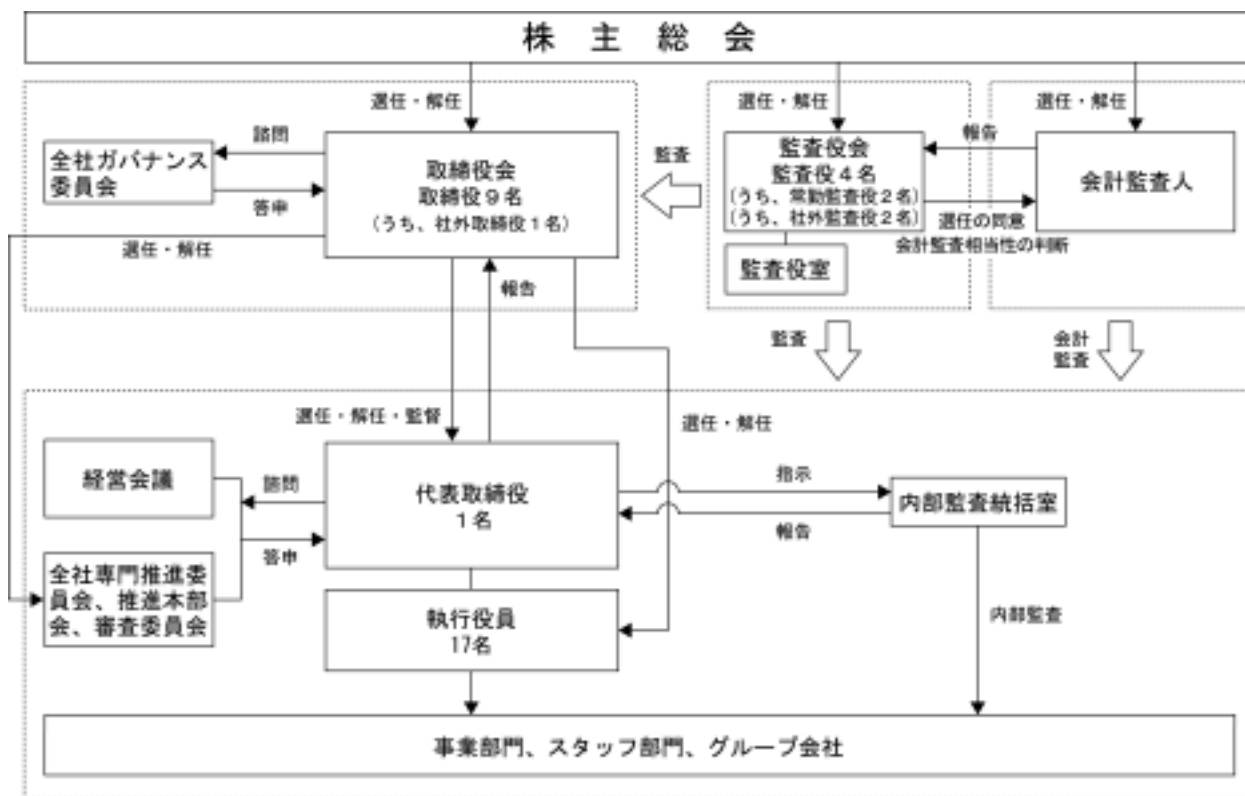 株主総会
選任・解任
選任・解任
選任・解任
全社ガバナンス
委員会
諮問
答申
取締役会
取締役9名
(うち、社外取締役1名)
監査
監査役会
監査役4名
(うち、常勤監査役2名)
(うち、社外監査役2名)
報告
会計監査人
選任の同意
会計監査相当性の判断
監査役室
選任・解任
報告
監査
会計
監査
選任・解任・監督
選任・解任
経営会議
諮問
答申
代表取締役
1名
指示
報告
内部監査統括室
全社専門推進委
員会、推進本部
会、審査委員会
執行役員
17名
内部監査
事業部門、スタッフ部門、グループ会社